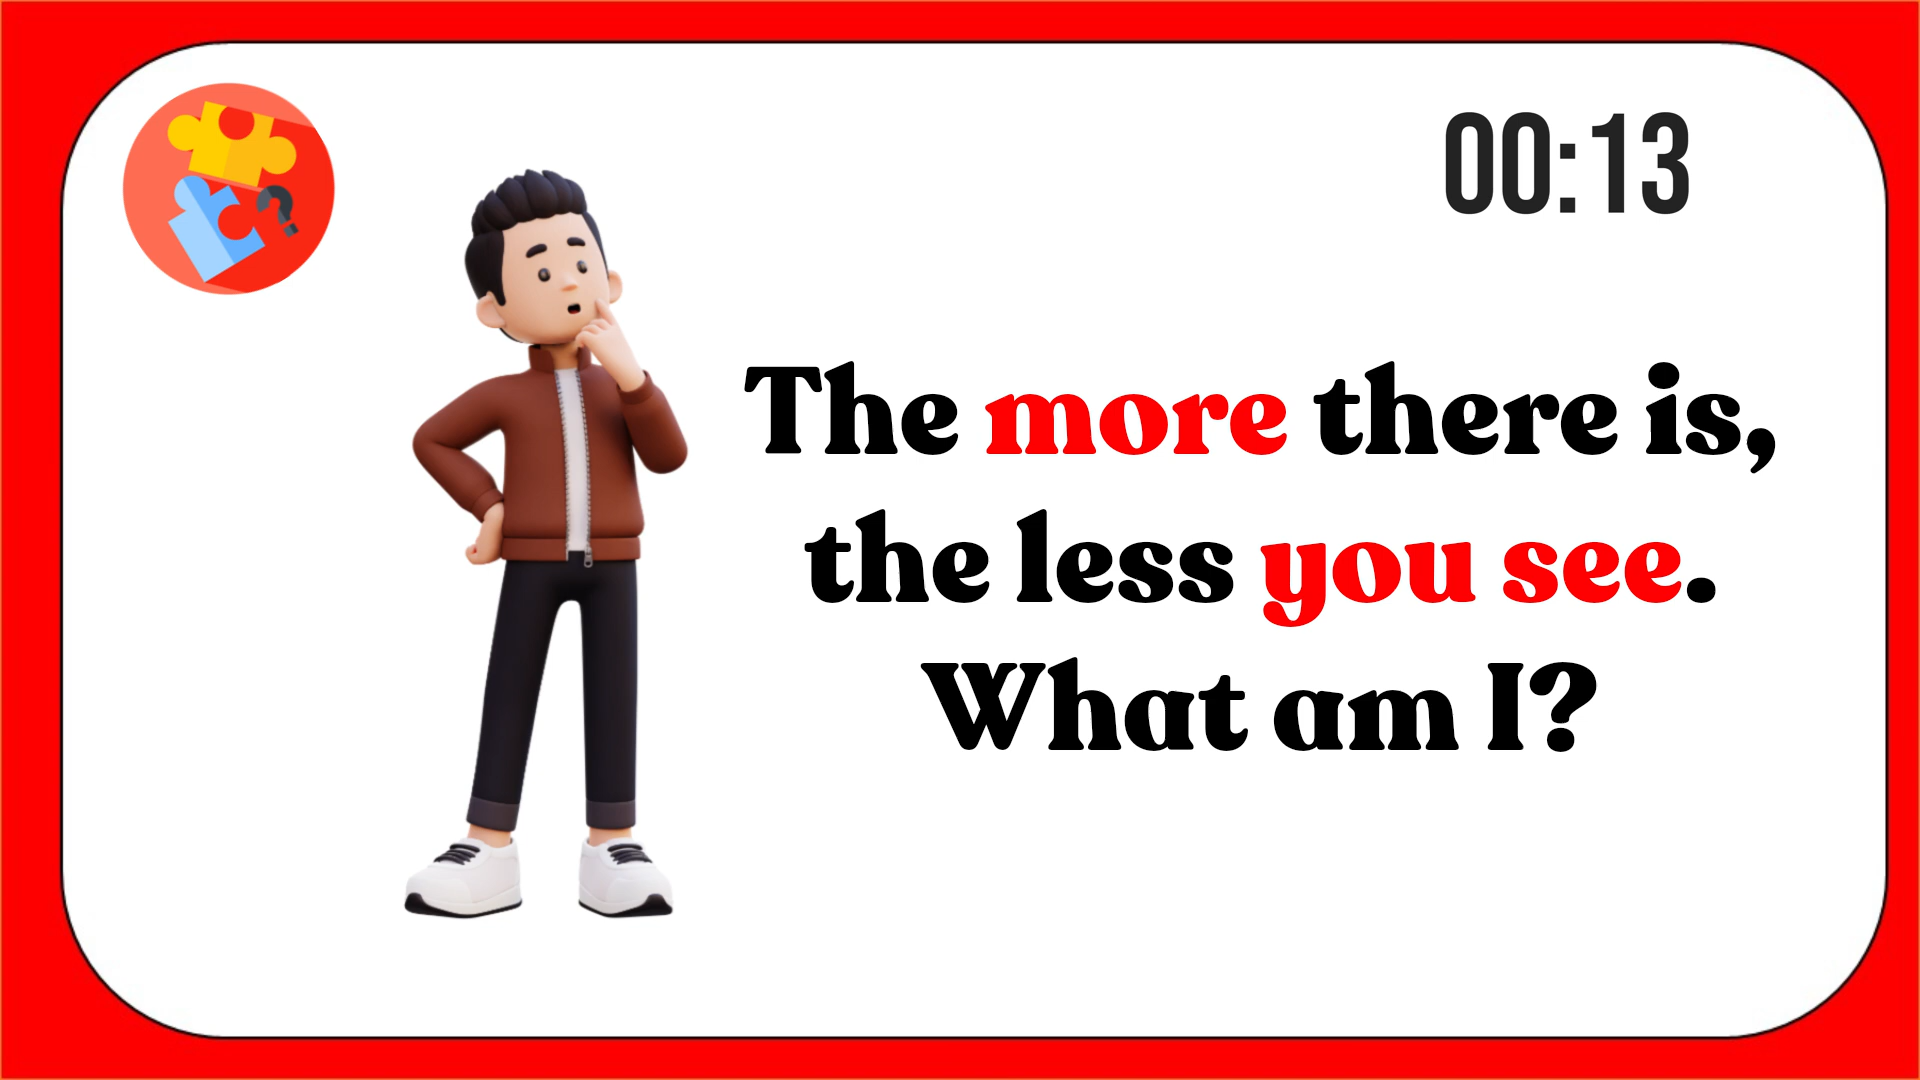 00:13
The more there is,
the less you see.
What am I?